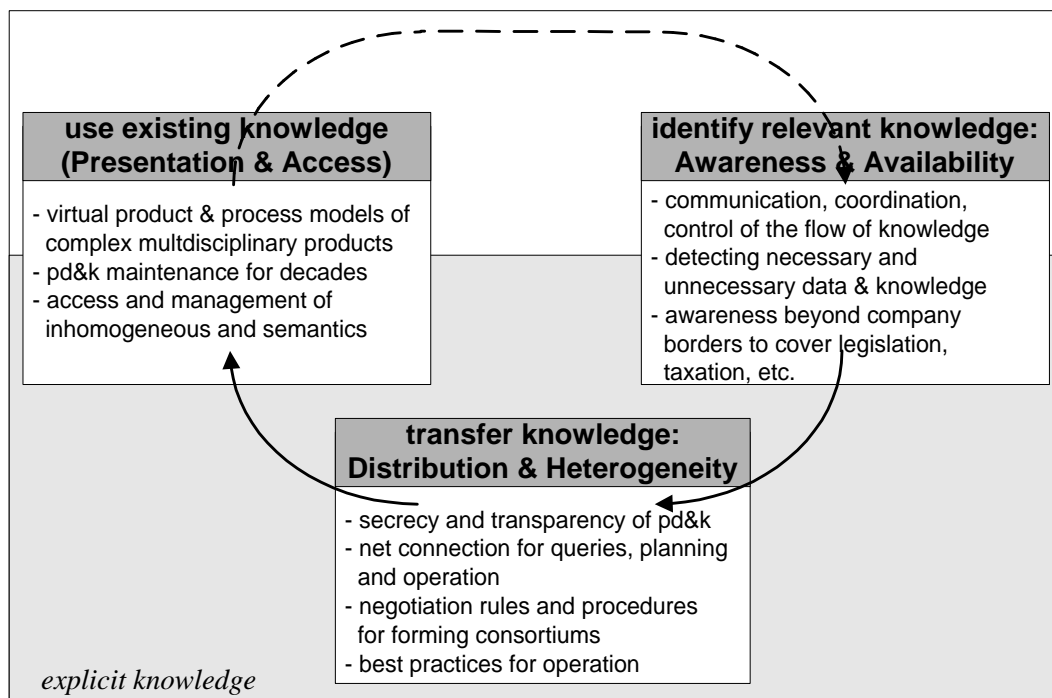 use existing knowledge
(Presentation & Access)
- virtual product & process models of
complex multdisciplinary products
- pd&k maintenance for decades
- access and management of
inhomogeneous and semantics
identify relevant knowledge:
Awareness & Availability
- communication, coordination,
control of the flow of knowledge
- detecting necessary and
unnecessary data & knowledge
- awareness beyond company
borders to cover legislation,
taxation, etc.
transfer knowledge:
Distribution & Heterogeneity
- secrecy and transparency of pd&k
- net connection for queries, planning
and operation
- negotiation rules and procedures
for forming consortiums
- best practices for operation
explicit knowledge